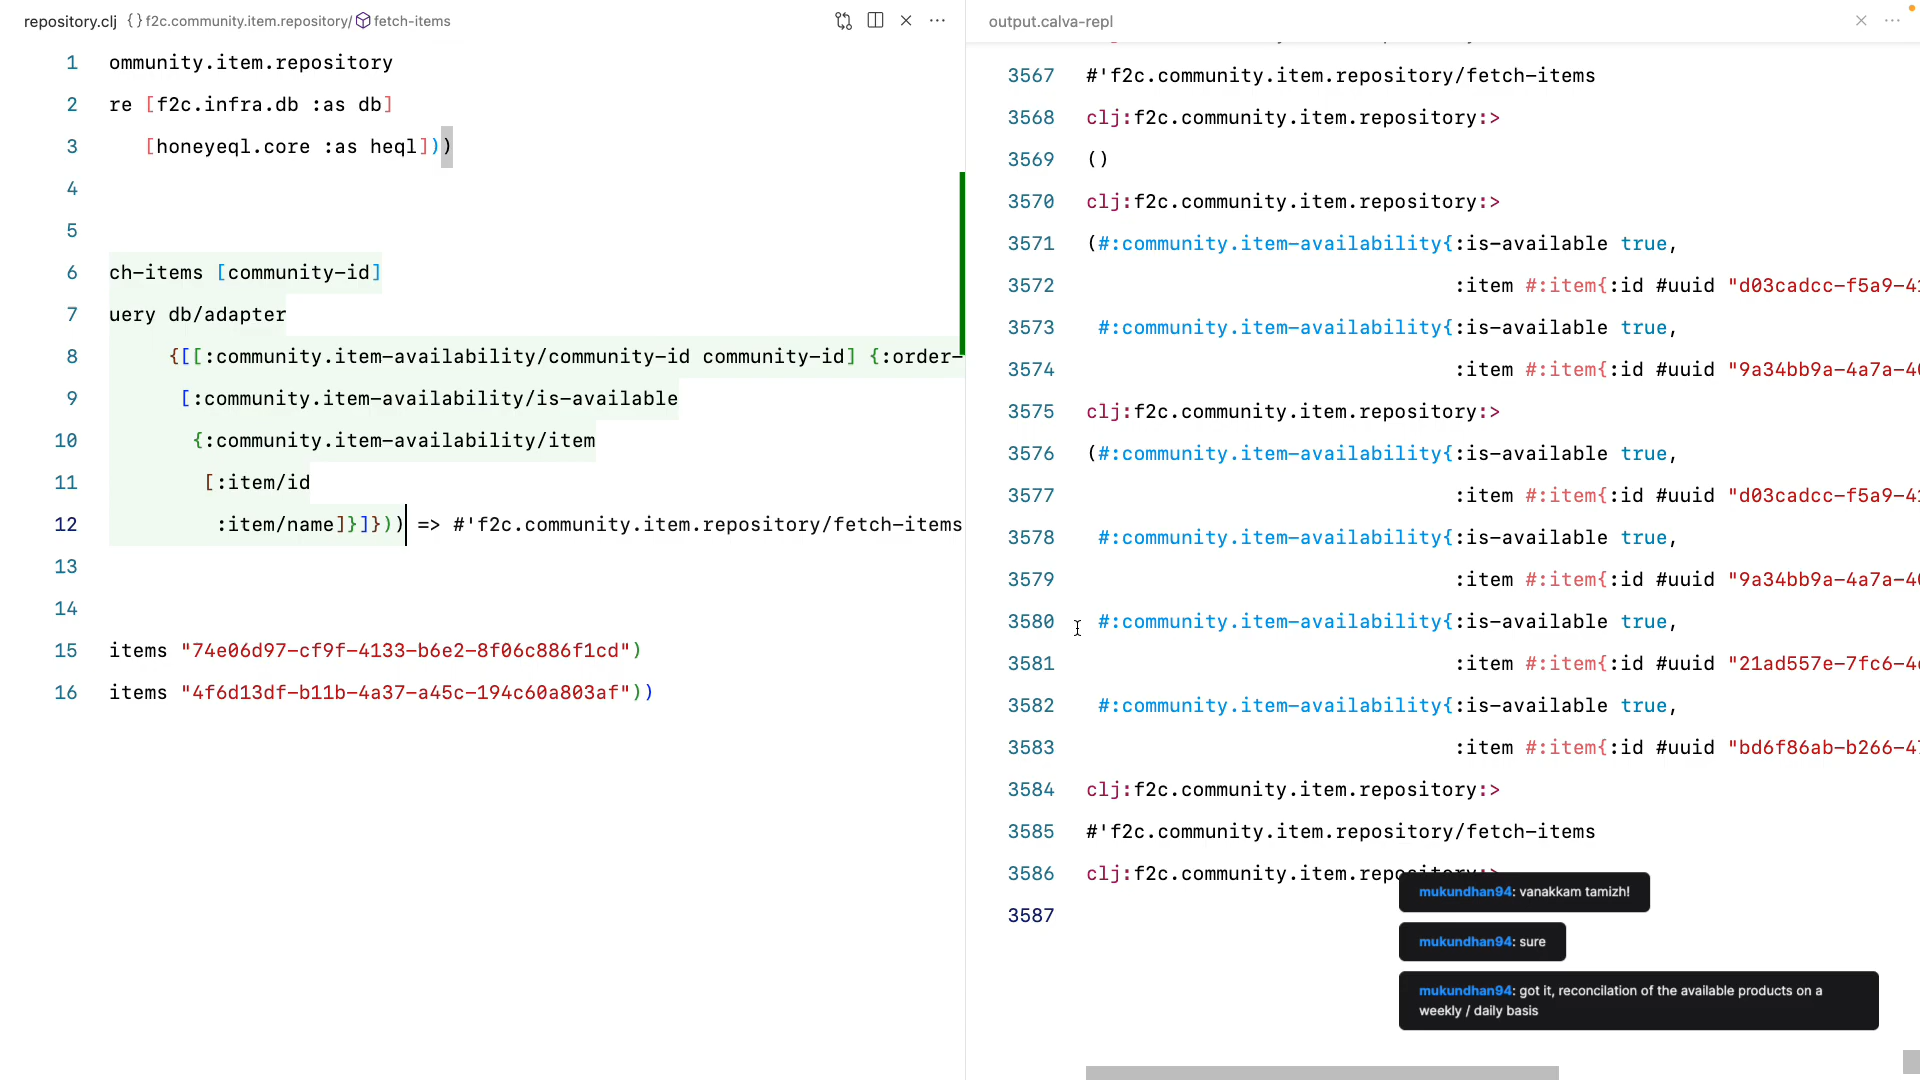 repository.clj {} f2c.community.item.repository/ fetch-items
1 ommunity.item.repository
2 re [f2c.infra.db :as db]
3 [honeyeql.core :as heql]))
4
5
6 ch-items [community-id]
7 uery db/adapter
8 {[[:community.item-availability/community-id community-id] {:order-
9 [:community.item-availability/is-available
10 {:community.item-availability/item
11 [:item/id
12 :item/name]}]})) => #'f2c.community.item.repository/fetch-items
13
14
15 items "74e06d97-cf9f-4133-b6e2-8f06c886f1cd")
16 items "4f6d13df-b11b-4a37-a45c-194c60a803af"))
output.calva-repl
3567 #'f2c.community.item.repository/fetch-items
3568 clj:f2c.community.item.repository:>
3569 ()
3570 clj:f2c.community.item.repository:>
3571 (#:community.item-availability{:is-available true,
3572 :item #:item{:id #uuid "d03cadcc-f5a9-41
3573 #:community.item-availability{:is-available true,
3574 :item #:item{:id #uuid "9a34bb9a-4a7a-40
3575 clj:f2c.community.item.repository:>
3576 (#:community.item-availability{:is-available true,
3577 :item #:item{:id #uuid "d03cadcc-f5a9-41
3578 #:community.item-availability{:is-available true,
3579 :item #:item{:id #uuid "9a34bb9a-4a7a-40
3580 #:community.item-availability{:is-available true,
3581 :item #:item{:id #uuid "21ad557e-7fc6-4
3582 #:community.item-availability{:is-available true,
3583 :item #:item{:id #uuid "bd6f86ab-b266-47
3584 clj:f2c.community.item.repository:>
3585 #'f2c.community.item.repository/fetch-items
3586 clj:f2c.community.item.repository:>
3587
mukundhan94: vanakkam tamizh!
mukundhan94: sure
mukundhan94: got it, reconcilation of the available products on a
weekly / daily basis